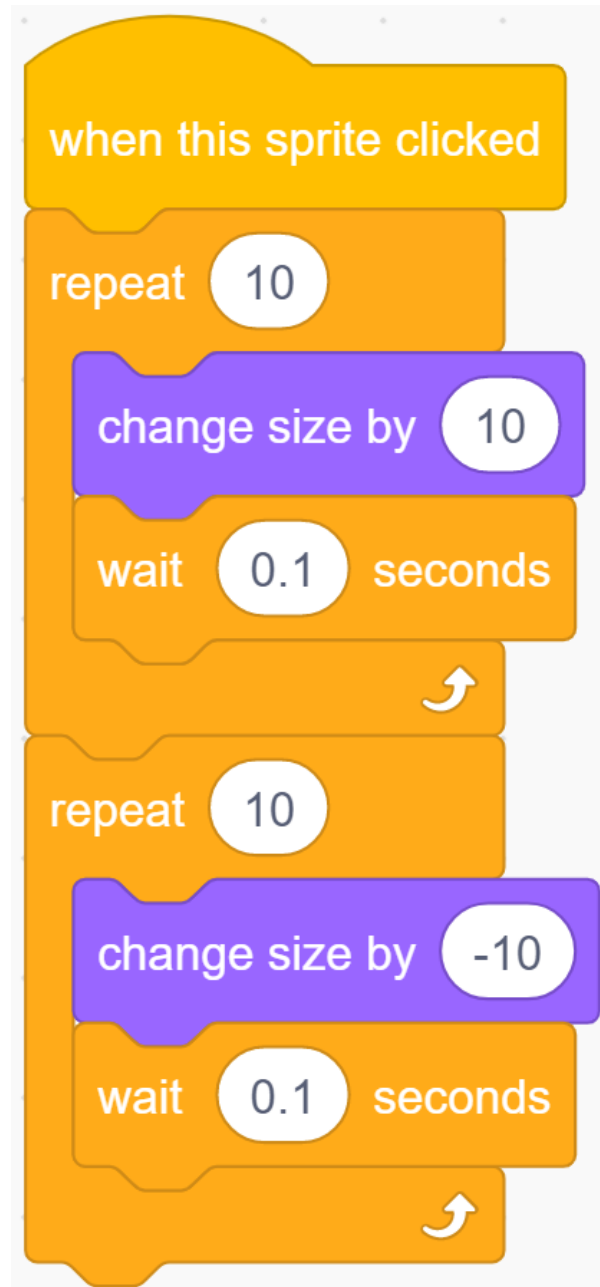 when this sprite clicked
repeat 10
change size by 10
wait 0.1 seconds
repeat 10
change size by -10
wait 0.1 seconds